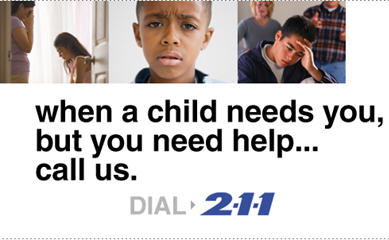 when a child needs you,
but you need help...
call us.
DIAL 2-1-1